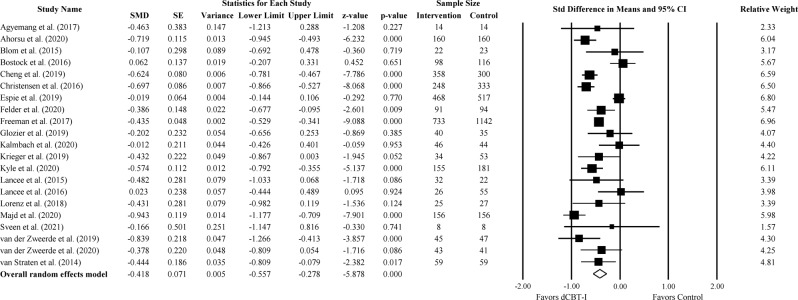 Statistics for Each Study Sample Size Std Difference in Means and 95% CI Relative Weight
SMD SE Variance Lower Limit Upper Limit z-value p-value Intervention Control
Agyemang et al. (2017) -0.463 0.383 0.147 -1.213 0.288 -1.208 0.227 14 14 2.33
Ahorsu et al. (2020) -0.719 0.115 0.013 -0.945 -0.493 -6.232 0.000 160 160 6.04
Blom et al. (2015) -0.107 0.298 0.089 -0.692 0.478 -0.360 0.719 22 23 3.17
Bostock et al. (2016) 0.062 0.137 0.019 -0.207 0.331 0.452 0.651 98 116 5.67
Cheng et al. (2019) -0.624 0.080 0.006 -0.781 -0.467 -7.786 0.000 358 300 6.59
Christensen et al. (2016) -0.697 0.086 0.007 -0.866 -0.527 -8.068 0.000 248 333 6.50
Espie et al. (2019) -0.019 0.064 0.004 -0.144 0.106 -0.292 0.770 468 517 6.80
Felder et al. (2020) -0.386 0.148 0.022 -0.677 -0.095 -2.601 0.009 91 94 5.47
Freeman et al. (2017) -0.435 0.048 0.002 -0.529 -0.341 -9.088 0.000 733 1142 6.96
Glozier et al. (2019) -0.202 0.232 0.054 -0.656 0.253 -0.869 0.385 40 35 4.07
Kalmbach et al. (2020) -0.012 0.211 0.044 -0.426 0.401 -0.059 0.953 46 44 4.40
Krieger et al. (2019) -0.432 0.222 0.049 -0.867 0.003 -1.945 0.052 34 53 4.22
Kyle et al. (2020) -0.574 0.112 0.012 -0.792 -0.355 -5.137 0.000 155 181 6.11
Lancee et al. (2015) -0.482 0.281 0.079 -1.033 0.068 -1.718 0.086 32 22 3.39
Lancee et al. (2016) 0.023 0.238 0.057 -0.444 0.489 0.095 0.924 26 55 3.98
Lorenz et al. (2018) -0.431 0.281 0.079 -0.982 0.119 -1.536 0.124 25 27 3.39
Majd et al. (2020) -0.943 0.119 0.014 -1.177 -0.709 -7.901 0.000 156 156 5.98
Sveen et al. (2021) -0.166 0.501 0.251 -1.147 0.816 -0.330 0.741 8 8 1.57
van der Zweerde et al. (2019) -0.839 0.218 0.047 -1.266 -0.413 -3.857 0.000 45 47 4.30
van der Zweerde et al. (2020) -0.378 0.220 0.048 -0.809 0.054 -1.716 0.086 43 41 4.25
van Straten et al. (2014) -0.444 0.186 0.035 -0.809 -0.079 -2.382 0.017 59 59 4.81
Overall random effects model -0.418 0.071 0.005 -0.557 -0.278 -5.878 0.000
-2.00 -1.00 0.00 1.00 2.00
Favors dCBT-I Favors Control